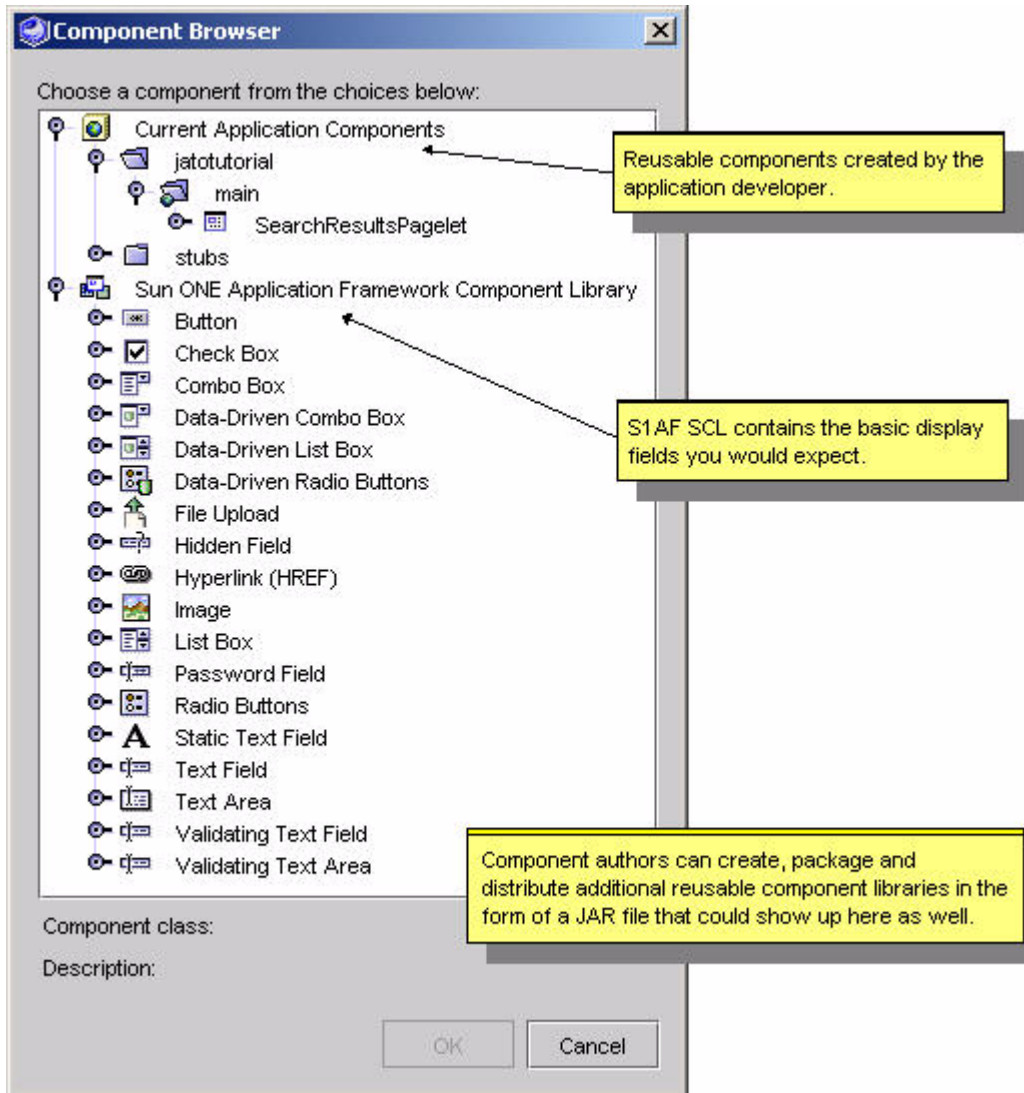 Component Browser
Choose a component from the choices below:
Current Application Components
jatotutorial
main
SearchResultsPagelet
stubs
Sun ONE Application Framework Component Library
Button
Check Box
Combo Box
Data-Driven Combo Box
Data-Driven List Box
Data-Driven Radio Buttons
File Upload
Hidden Field
Hyperlink (HREF)
Image
List Box
Password Field
Radio Buttons
A Static Text Field
Text Field
Text Area
Validating Text Field
Validating Text Area
Reusable components created by the
application developer.
S1AF SCL contains the basic display
fields you would expect.
Component authors can create, package and
distribute additional reusable component libraries in the
form of a JAR file that could show up here as well.
Component class:
Description:
OK
Cancel